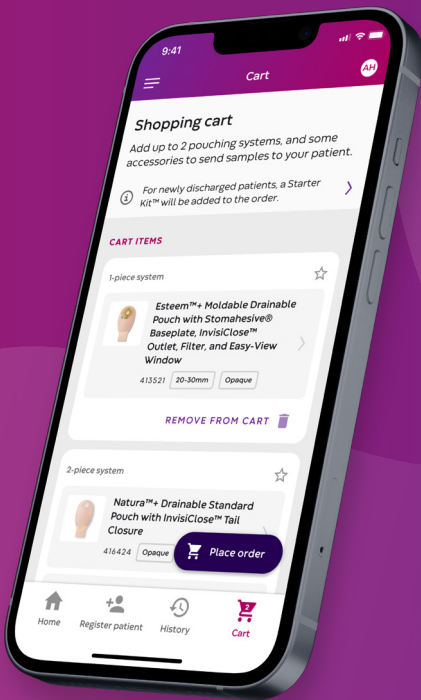 9:41
Cart
AH
Shopping cart
Add up to 2 pouching systems, and some
accessories to send samples to your patient.
For newly discharged patients, a Starter
Kit™ will be added to the order.
CART ITEMS
1-piece system
Esteem™+ Moldable Drainable
Pouch with Stomahesive®
Baseplate, InvisiClose™
Outlet, Filter, and Easy-View
Window
413521 20-30mm Opaque
REMOVE FROM CART
2-piece system
Natura™+ Drainable Standard
Pouch with InvisiClose™ Tail
Closure
416424 Opaque
Place order
2
Home Register patient History Cart